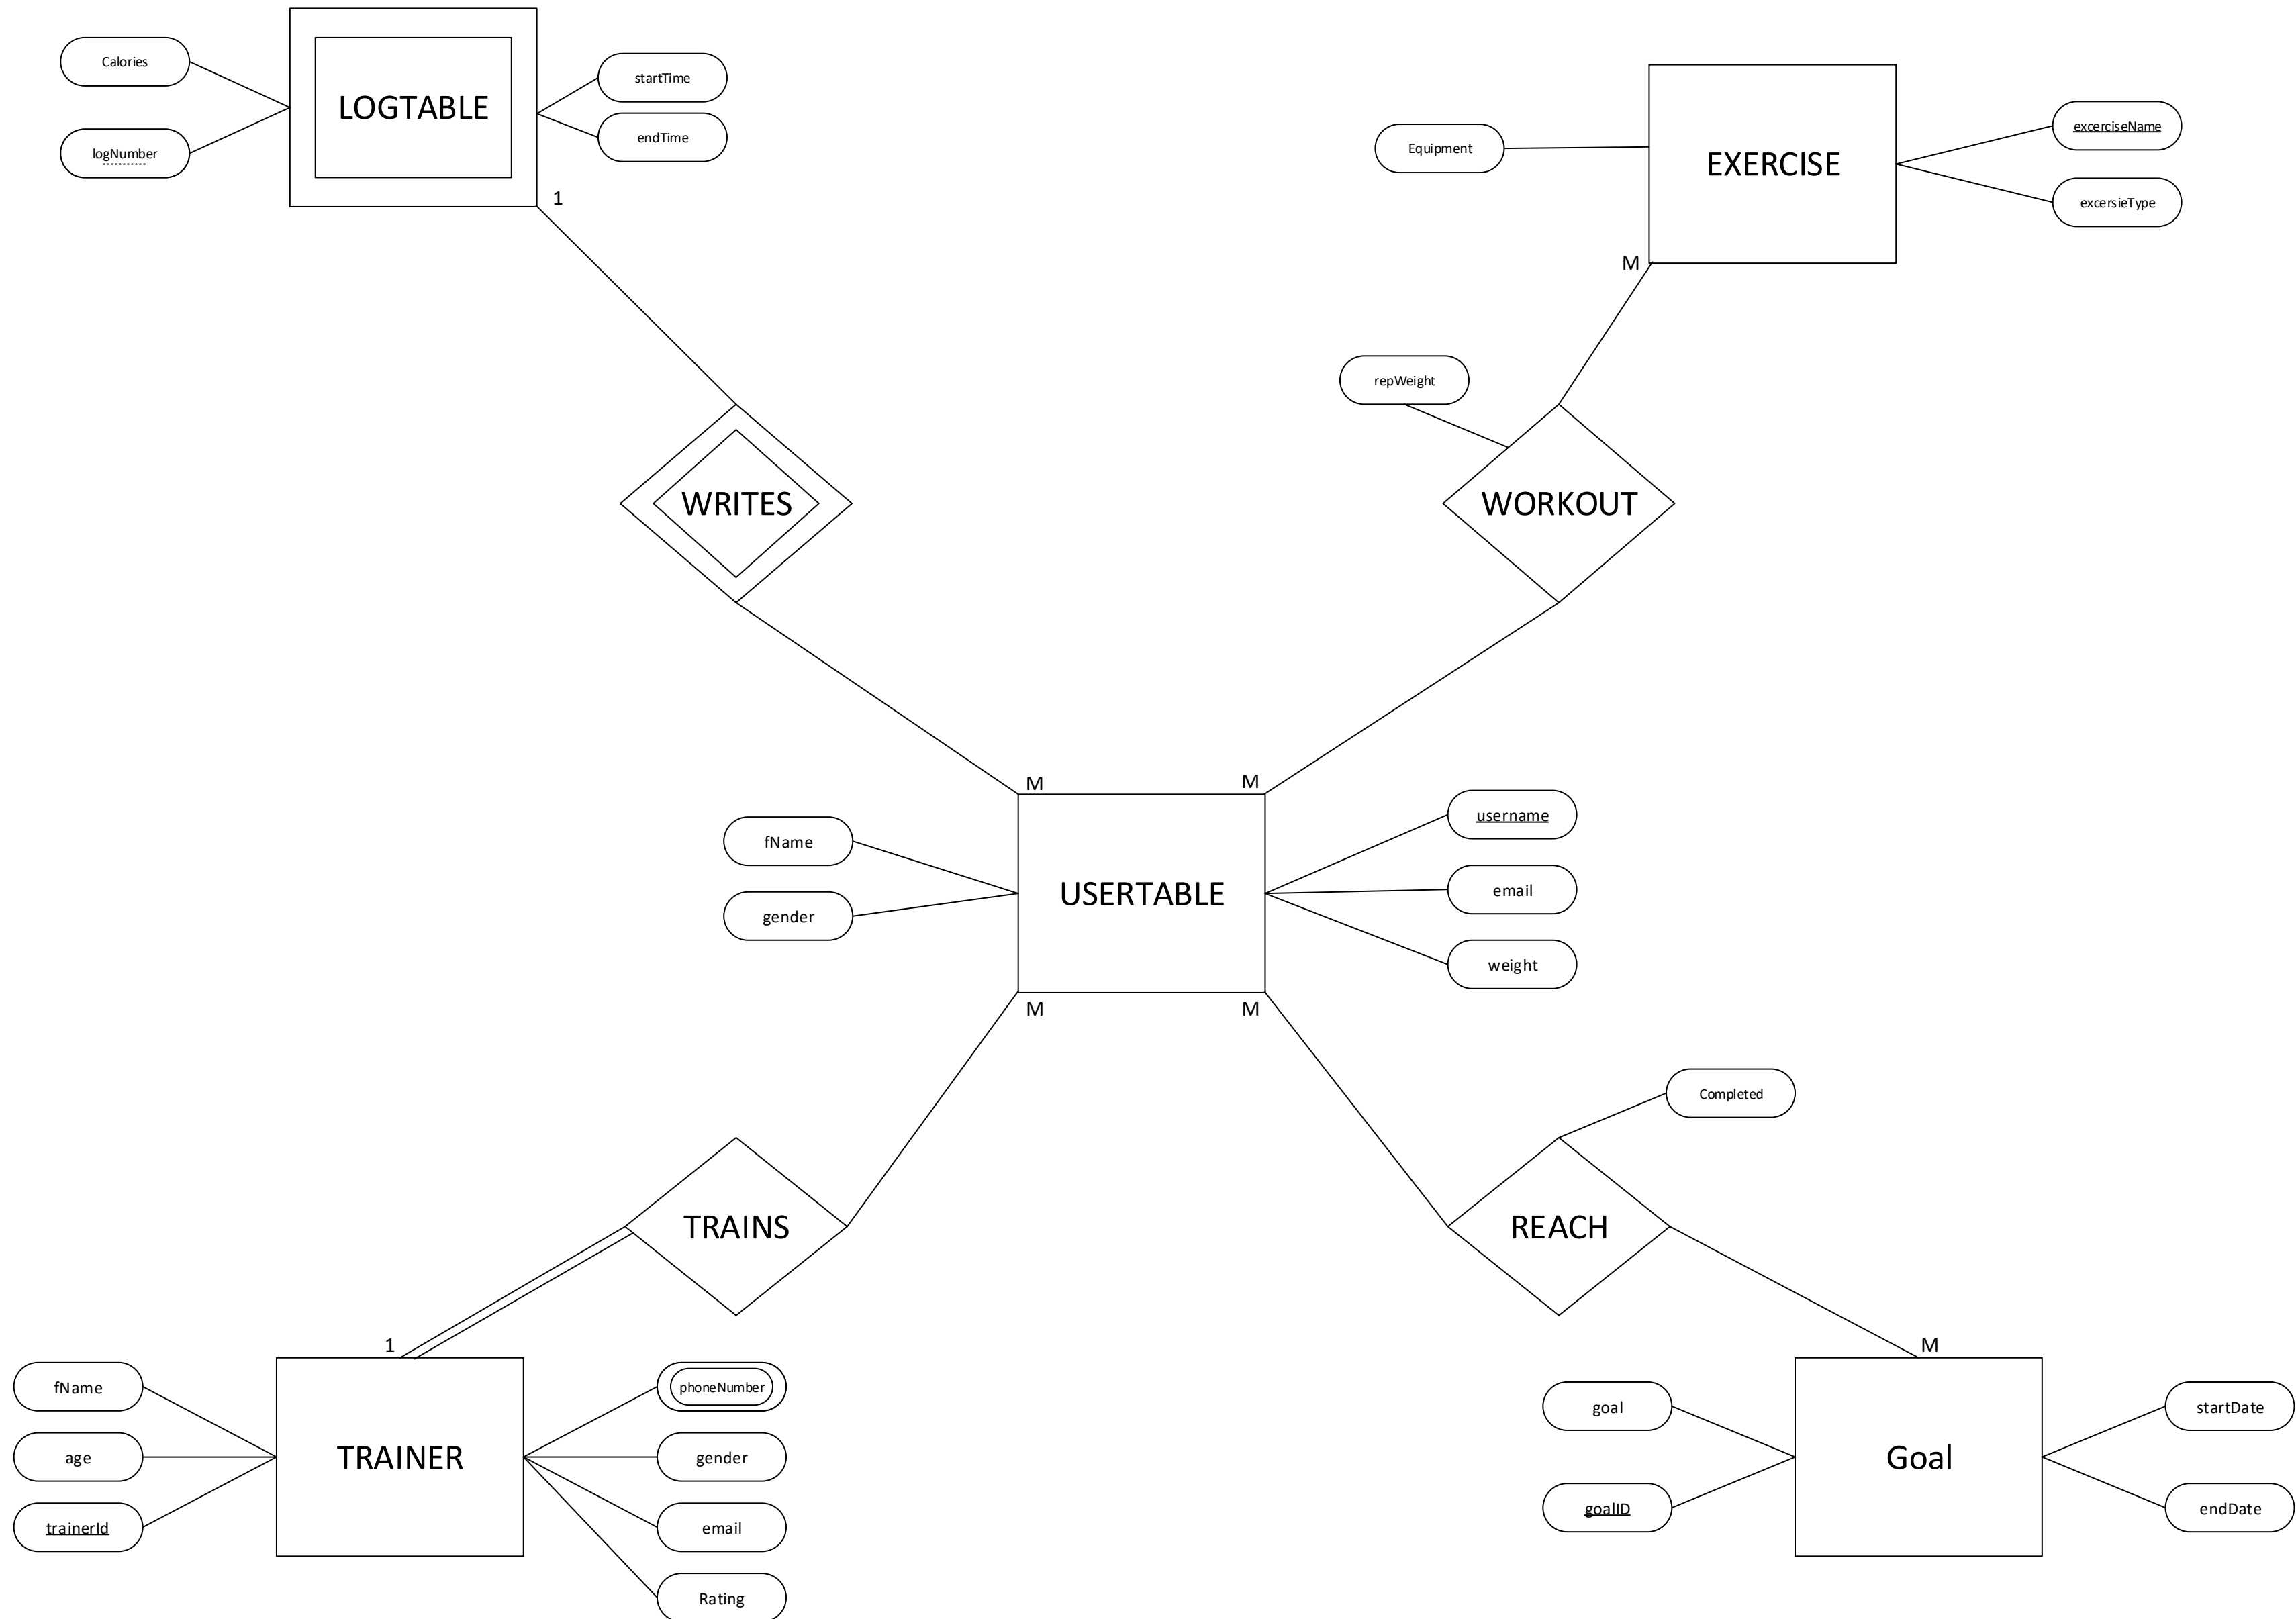 Calories
logNumber
LOGTABLE
startTime
endTime
1
Equipment
EXERCISE
excerciseName
excersieType
M
repWeight
WRITES
WORKOUT
M
M
fName
gender
USERTABLE
username
email
weight
M
M
Completed
TRAINS
REACH
1
M
fName
age
trainerId
TRAINER
phoneNumber
gender
email
Rating
goal
goalID
Goal
startDate
endDate